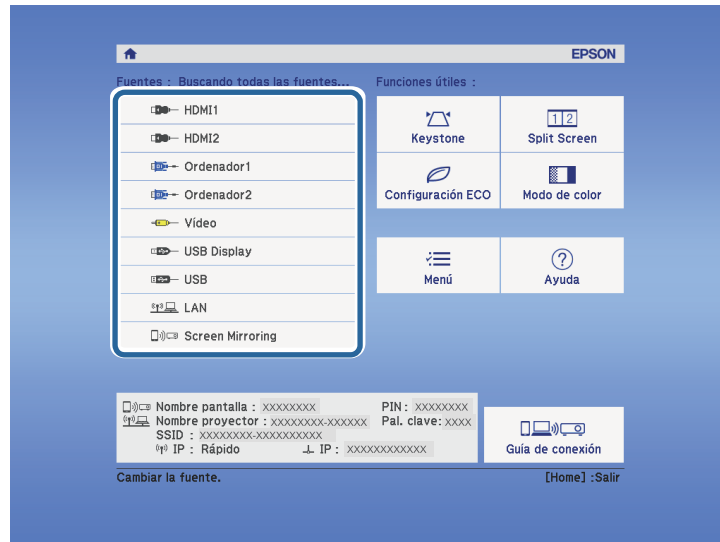 EPSON
Fuentes : Buscando todas las fuentes...
HDMI1
HDMI2
Ordenador1
Ordenador2
Vídeo
USB Display
USB
LAN
Screen Mirroring
Funciones útiles :
Keystone
1 2
Split Screen
Configuración ECO
Modo de color
Menú
?
Ayuda
Nombre pantalla : XXXXXXXX PIN : XXXXXXXX
Nombre proyector : XXXXXXXX-XXXXXX Pal. clave: XXXX
SSID : XXXXXXXX-XXXXXXXXXX
IP : Rápido IP : XXXXXXXXXXXX
Guía de conexión
Cambiar la fuente. [Home] :Salir